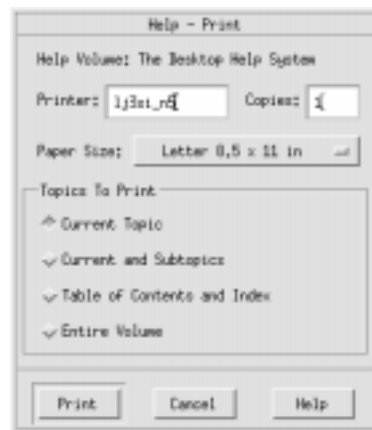 Help - Print
Help Volume: The Desktop Help System
Printer: lj3si_n5 Copies: 1
Paper Size: Letter 8.5 x 11 in
Topics To Print
Current Topic
Current and Subtopics
Table of Contents and Index
Entire Volume
Print Cancel Help